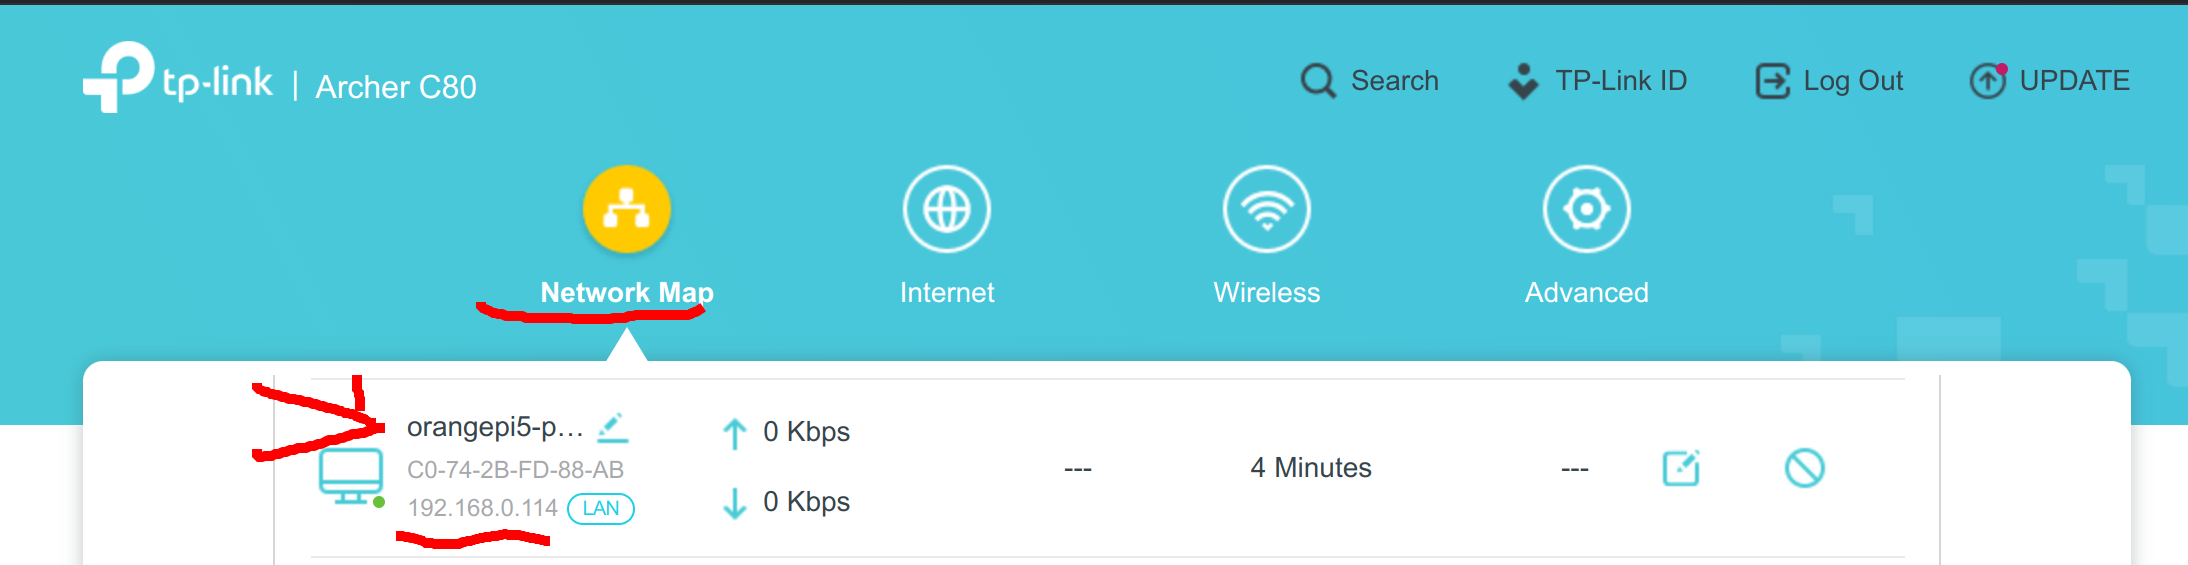 tp-link | Archer C80
Search
TP-Link ID
Log Out
UPDATE
Network Map
Internet
Wireless
Advanced
orangepi5-p...
C0-74-2B-FD-88-AB
192.168.0.114 LAN
0 Kbps
0 Kbps
---
4 Minutes
---